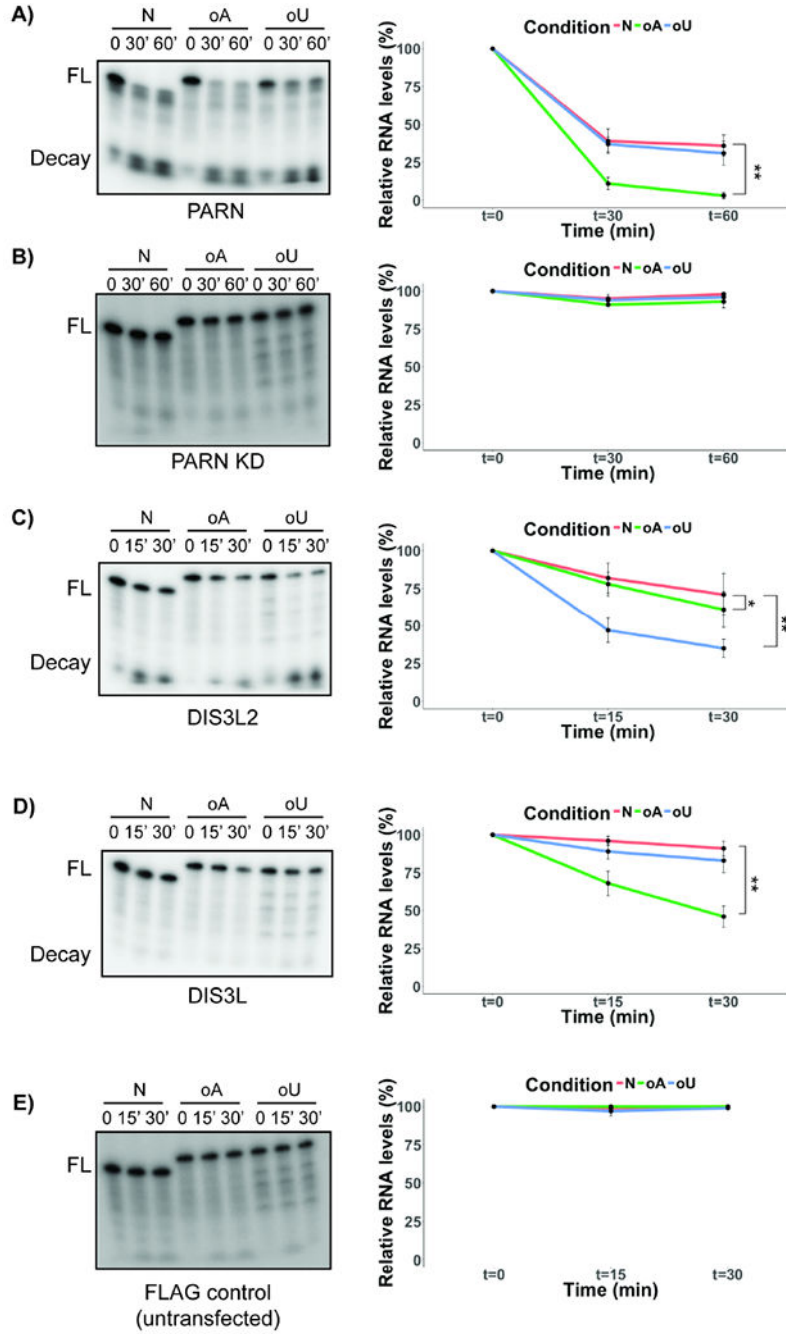 A)
N oA oU
0 30' 60' 0 30' 60' 0 30' 60'
FL
Decay
PARN
Condition N oA oU
Relative RNA levels (%)
100
75
50
25
0
t=0 t=30 t=60
Time (min)
**
B)
N oA oU
0 30' 60' 0 30' 60' 0 30' 60'
FL
PARN KD
Condition N oA oU
Relative RNA levels (%)
100
75
50
25
0
t=0 t=30 t=60
Time (min)
C)
N oA oU
0 15' 30' 0 15' 30' 0 15' 30'
FL
Decay
DIS3L2
Condition N oA oU
Relative RNA levels (%)
100
75
50
25
0
t=0 t=15 t=30
Time (min)
* **
D)
N oA oU
0 15' 30' 0 15' 30' 0 15' 30'
FL
Decay
DIS3L
Condition N oA oU
Relative RNA levels (%)
100
75
50
25
0
t=0 t=15 t=30
Time (min)
**
E)
N oA oU
0 15' 30' 0 15' 30' 0 15' 30'
FL
FLAG control
(untransfected)
Condition N oA oU
Relative RNA levels (%)
100
75
50
25
0
t=0 t=15 t=30
Time (min)